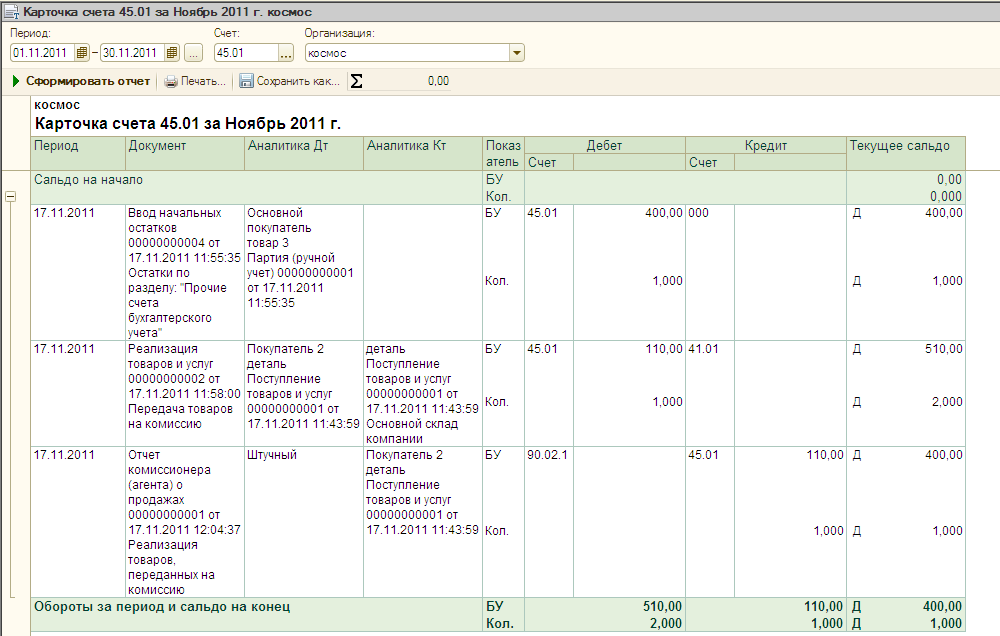 Карточка счета 45.01 за Ноябрь 2011 г. космос
Период: Счет: Организация:
01.11.2011 – 30.11.2011 ... 45.01 ... космос
Сформировать отчет Печать... Сохранить как... Σ 0,00
космос
Карточка счета 45.01 за Ноябрь 2011 г.
Период Документ Аналитика Дт Аналитика Кт Показ Дебет Кредит Текущее сальдо
атель Счет Счет
Сальдо на начало БУ 0,00
Кол. 0,000
17.11.2011 Ввод начальных Основной БУ 45.01 400,00 000 Д 400,00
остатков покупатель
00000000004 от товар 3
17.11.2011 11:55:35 Партия (ручной
Остатки по учет) 00000000001
разделу: "Прочие от 17.11.2011 Кол. 1,000 Д 1,000
счета 11:55:35
бухгалтерского
учета"
17.11.2011 Реализация Покупатель 2 деталь БУ 45.01 110,00 41.01 Д 510,00
товаров и услуг деталь Поступление
00000000002 от Поступление товаров и услуг
17.11.2011 11:58:00 товаров и услуг 00000000001 от
Передача товаров 00000000001 от 17.11.2011 11:43:59 Кол. 1,000 Д 2,000
на комиссию 17.11.2011 11:43:59 Основной склад
компании
17.11.2011 Отчет Штучный Покупатель 2 БУ 90.02.1 45.01 110,00 Д 400,00
комиссионера деталь
(агента) о Поступление
продажах товаров и услуг
00000000001 от 00000000001 от
17.11.2011 12:04:37 17.11.2011 11:43:59 Кол. 1,000 Д 1,000
Реализация
товаров,
переданных на
комиссию
Обороты за период и сальдо на конец БУ 510,00 110,00 Д 400,00
Кол. 2,000 1,000 Д 1,000